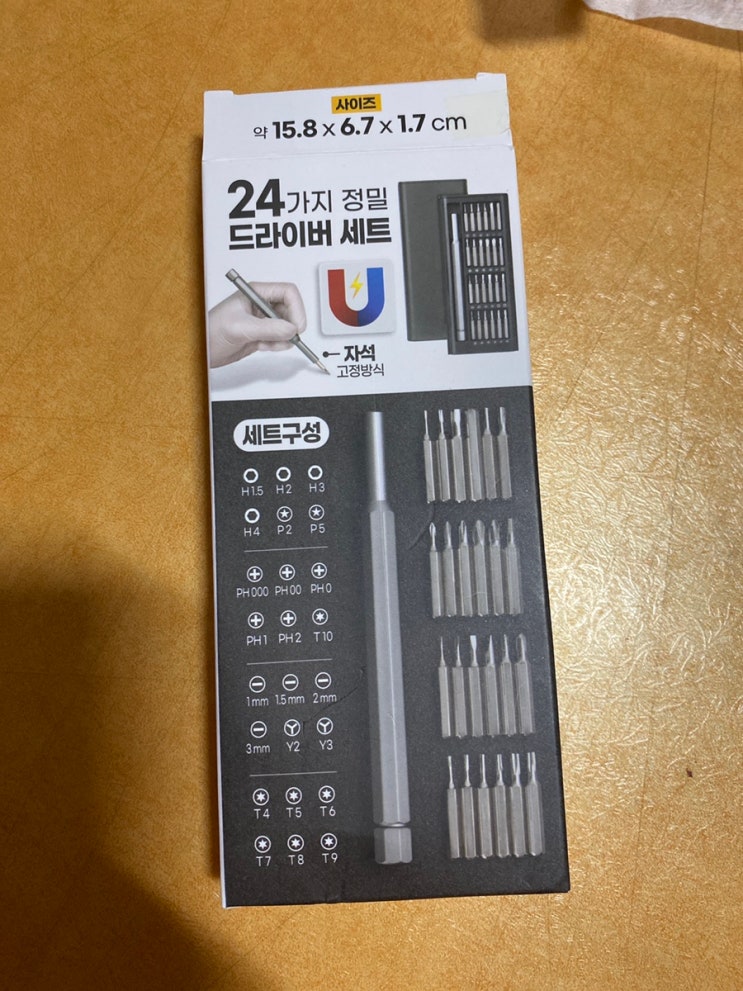 사이즈
약 15.8 x 6.7 x 1.7 cm
24가지 정밀
드라이버 세트
자석
고정방식
세트구성
H1.5 H2 H3
H4 P2 P5
PH000 PH00 PH0
PH1 PH2 T10
1mm 1.5mm 2mm
3mm Y2 Y3
T4 T5 T6
T7 T8 T9